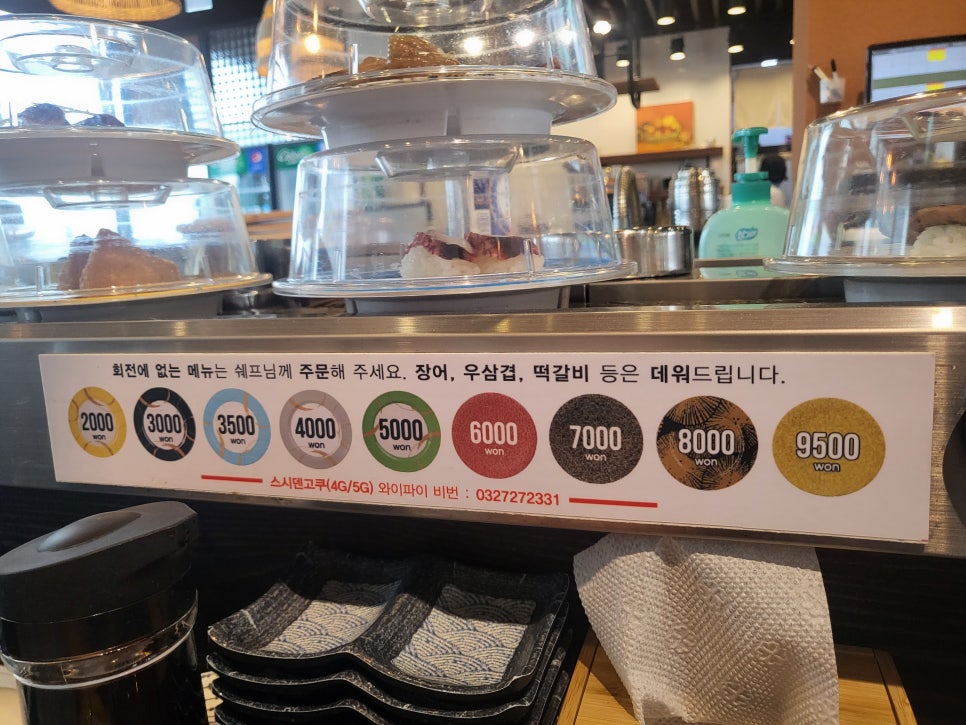 회전에 없는 메뉴는 쉐프님께 주문해 주세요. 장어, 우삼겹, 떡갈비 등은 데워드립니다.
2000 won 3000 won 3500 won 4000 won 5000 won 6000 won 7000 won 8000 won 9500 won
스시덴고쿠(4G/5G) 와이파이 비번 : 0327272331